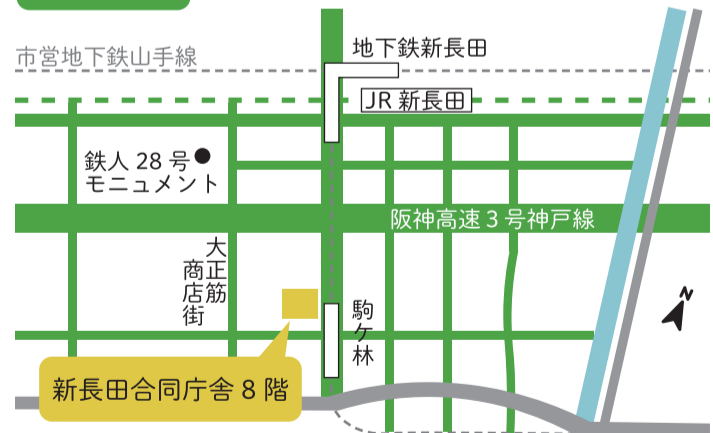 市営地下鉄山手線
地下鉄新長田
JR 新長田
鉄人 28 号
モニュメント
阪神高速 3 号神戸線
大正筋
商店街
駒ケ林
N
新長田合同庁舎 8 階